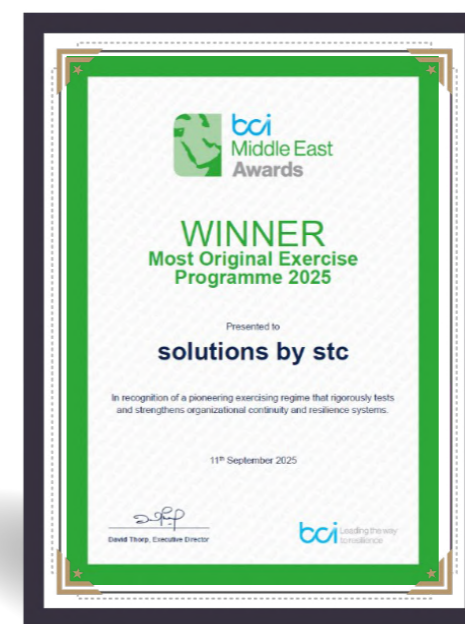 bci
Middle East
Awards
WINNER
Most Original Exercise
Programme 2025
Presented to
solutions by stc
In recognition of a pioneering exercising regime that rigorously tests
and strengthens organizational continuity and resilience systems.
11th September 2025
David Thorp, Executive Director
bci Leading the way
to resilience